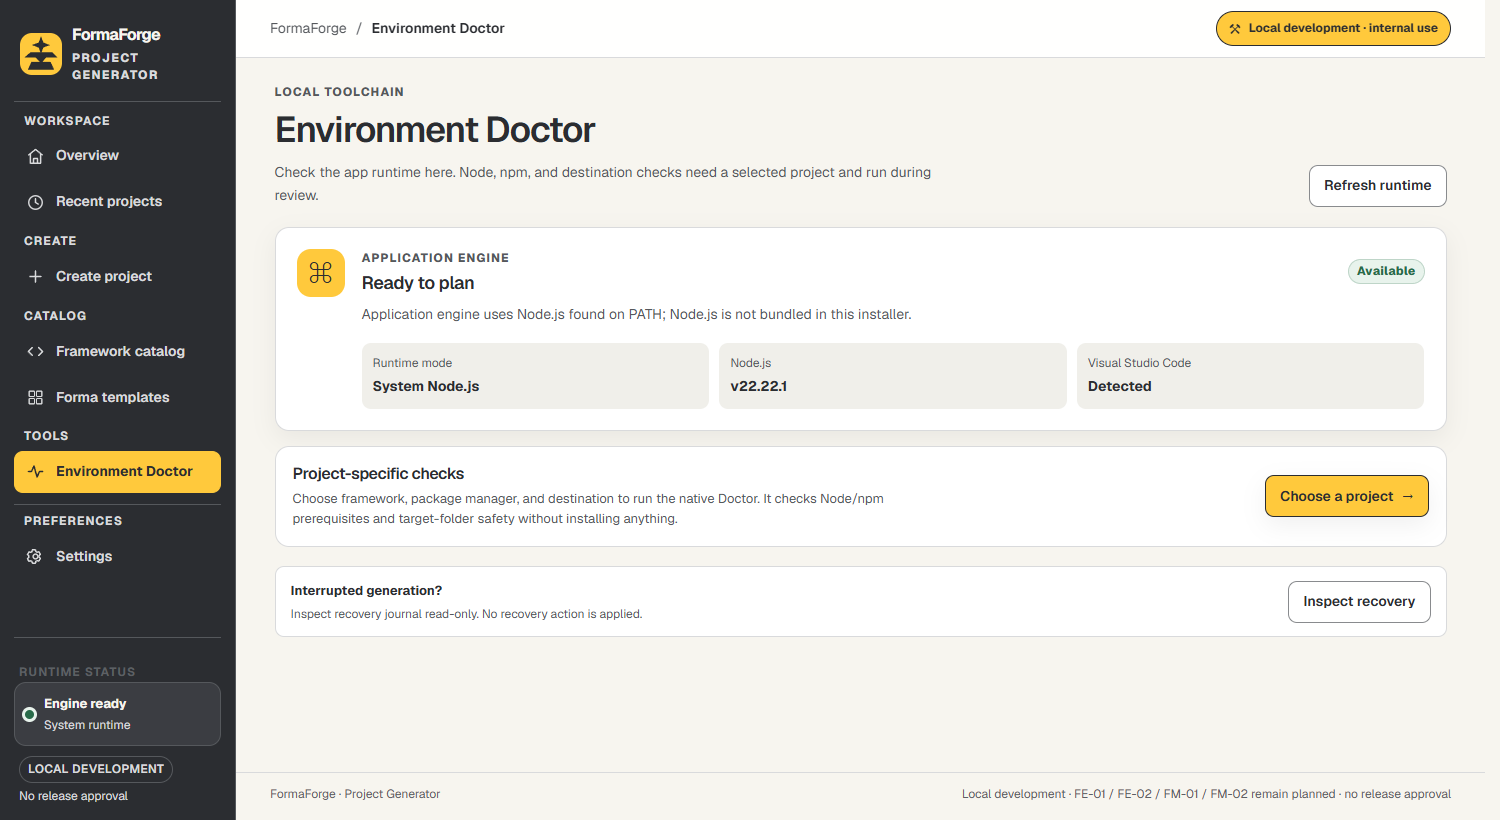 FormaForge
PROJECT
GENERATOR
WORKSPACE
Overview
Recent projects
CREATE
Create project
CATALOG
Framework catalog
Forma templates
TOOLS
Environment Doctor
PREFERENCES
Settings
RUNTIME STATUS
Engine ready
System runtime
LOCAL DEVELOPMENT
No release approval
FormaForge / Environment Doctor
Local development · internal use
LOCAL TOOLCHAIN
Environment Doctor
Check the app runtime here. Node, npm, and destination checks need a selected project and run during
review.
Refresh runtime
APPLICATION ENGINE
Ready to plan
Available
Application engine uses Node.js found on PATH; Node.js is not bundled in this installer.
Runtime mode
System Node.js
Node.js
v22.22.1
Visual Studio Code
Detected
Project-specific checks
Choose framework, package manager, and destination to run the native Doctor. It checks Node/npm
prerequisites and target-folder safety without installing anything.
Choose a project →
Interrupted generation?
Inspect recovery journal read-only. No recovery action is applied.
Inspect recovery
FormaForge · Project Generator
Local development · FE-01 / FE-02 / FM-01 / FM-02 remain planned · no release approval